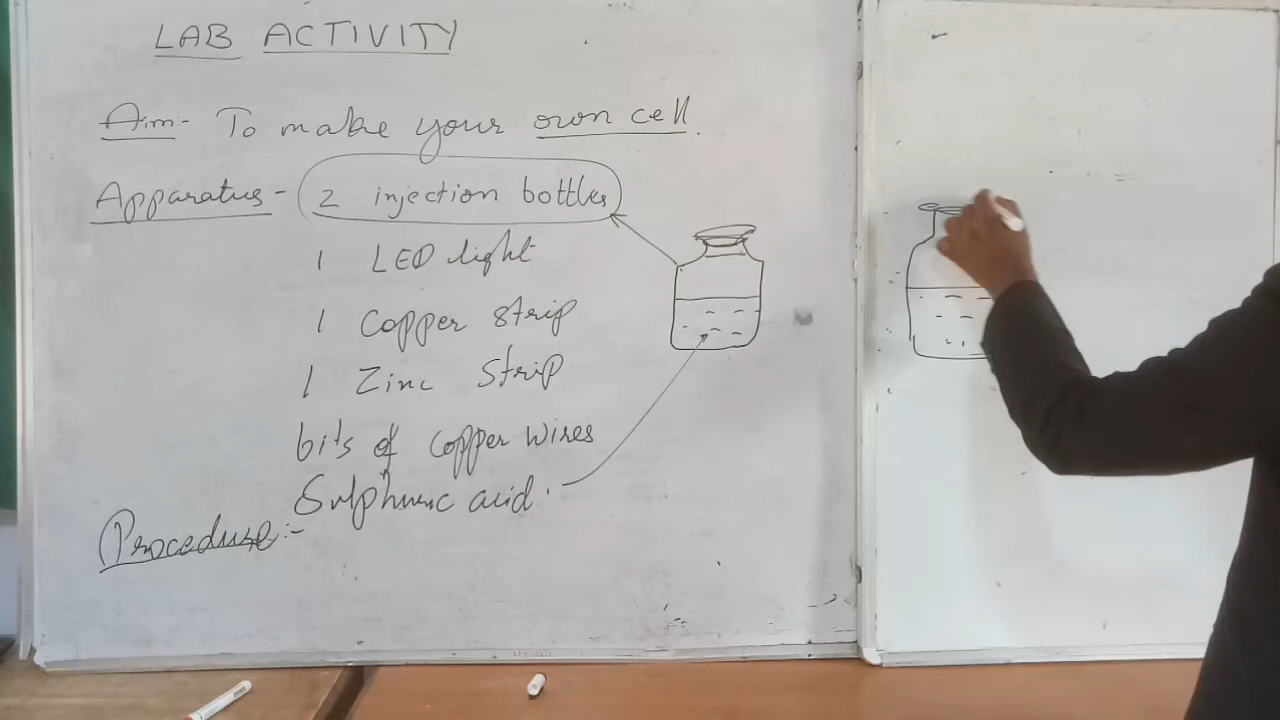 LAB ACTIVITY
Aim:- To make your own cell.
Apparatus- 2 injection bottles
1 LED light
1 Copper strip
1 Zinc strip
bits of copper wires
Sulphuric acid.
Procedure:-